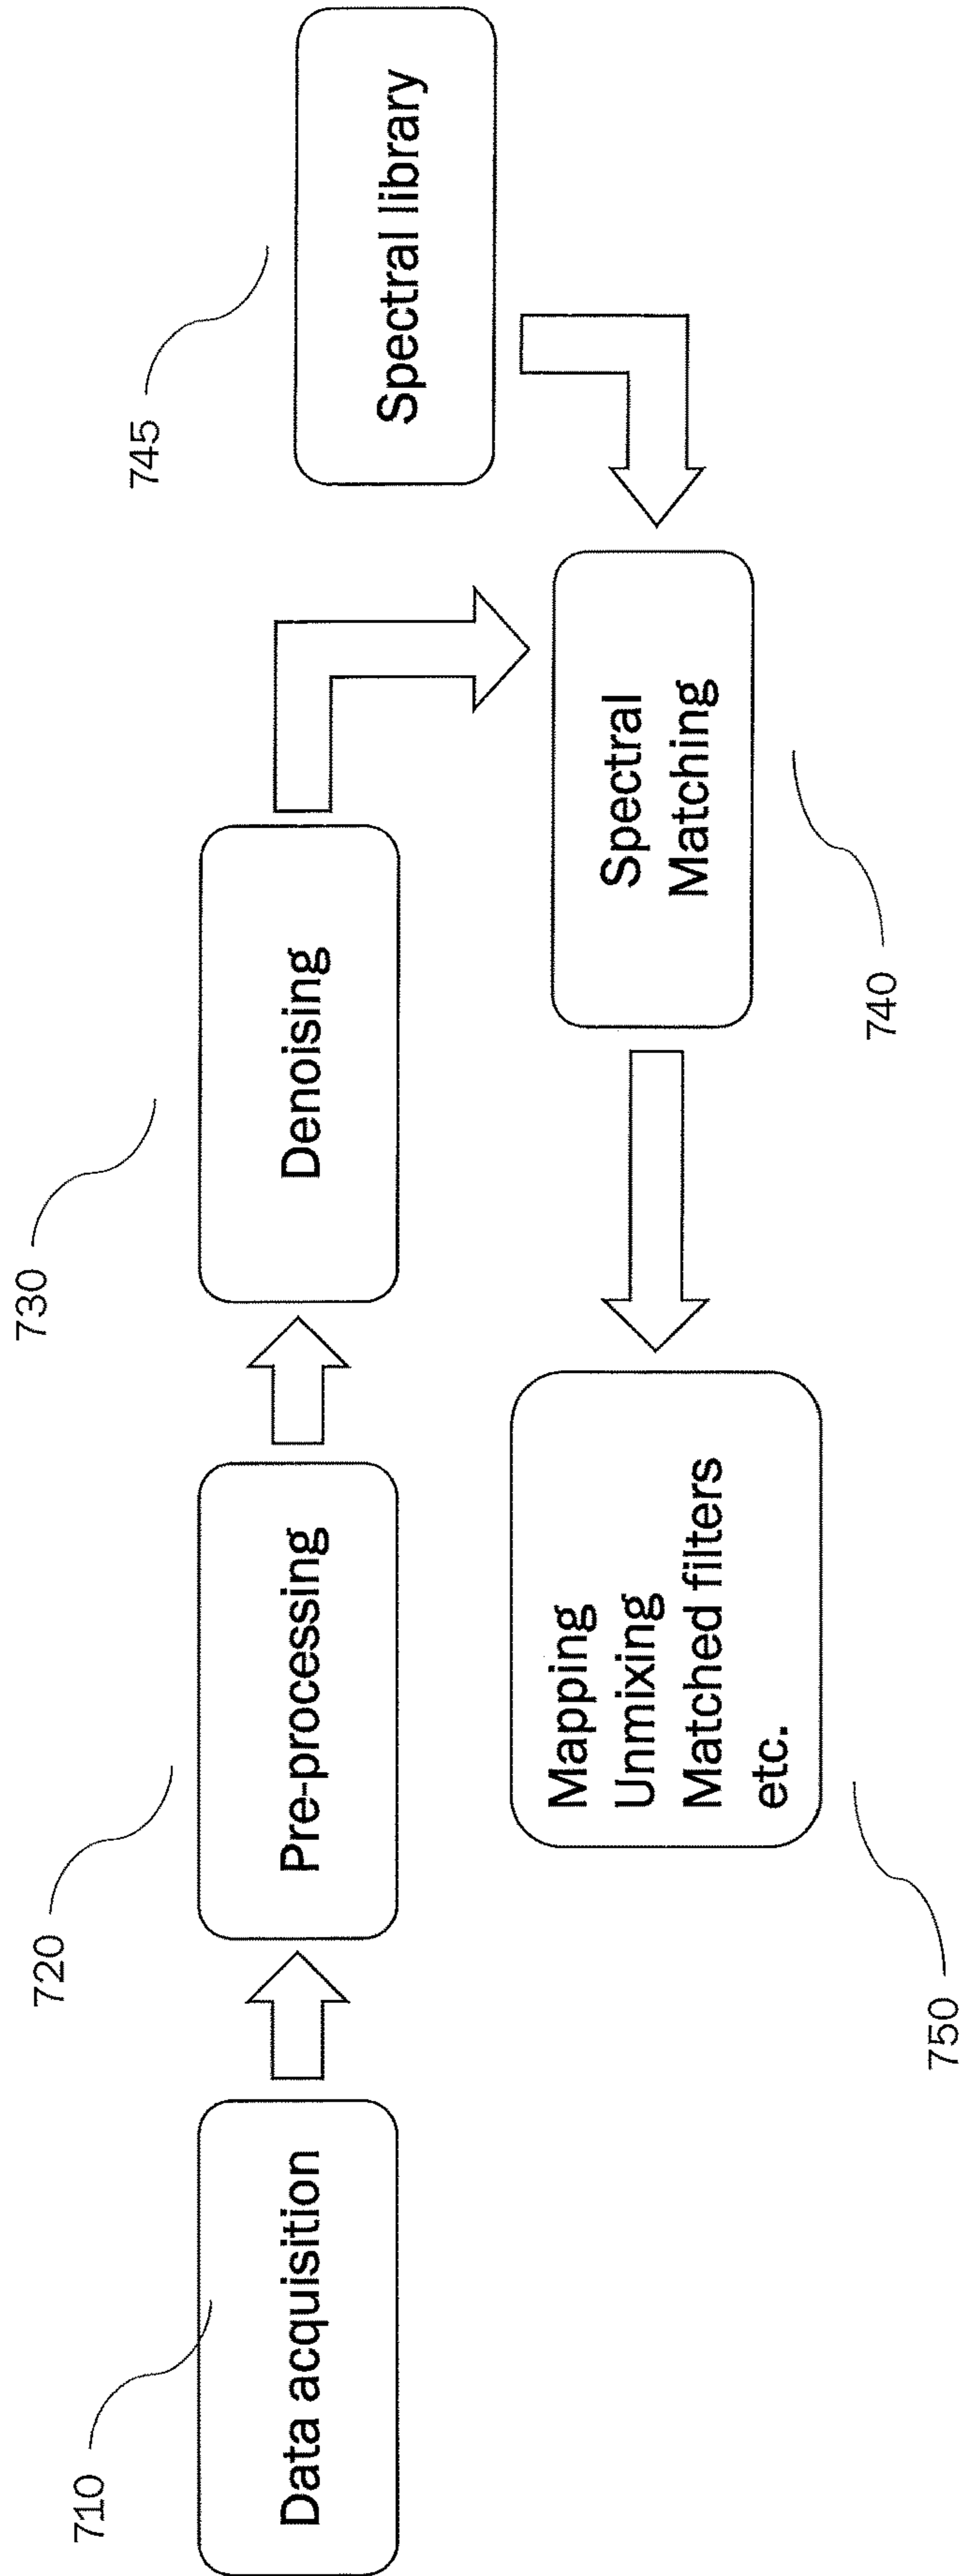 710
Data acquisition
720
Pre-processing
730
Denoising
745
Spectral library
Spectral
Matching
740
Mapping
Unmixing
Matched filters
etc.
750